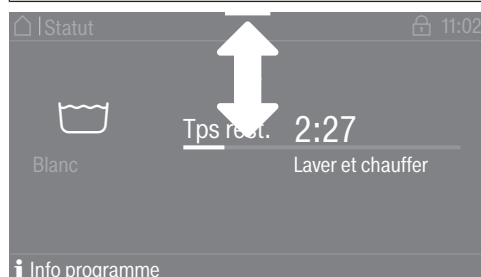 Statut 11:02
Tps rest. 2:27
Blanc Laver et chauffer
i Info programme